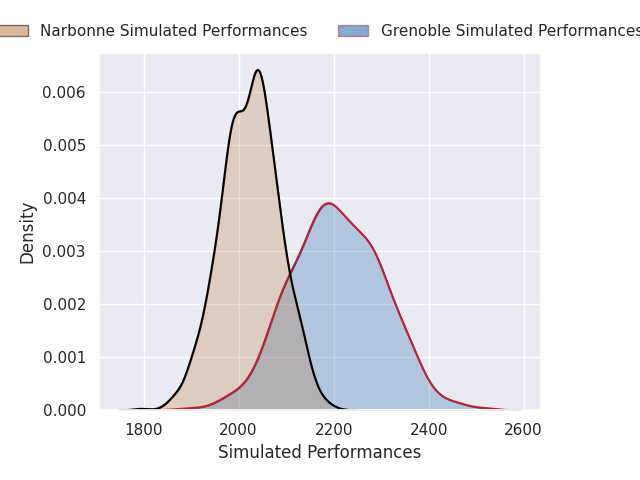 Narbonne Simulated Performances Grenoble Simulated Performances
0.006
0.005
0.004
0.003
0.002
0.001
0.000
Density
1800 2000 2200 2400 2600
Simulated Performances